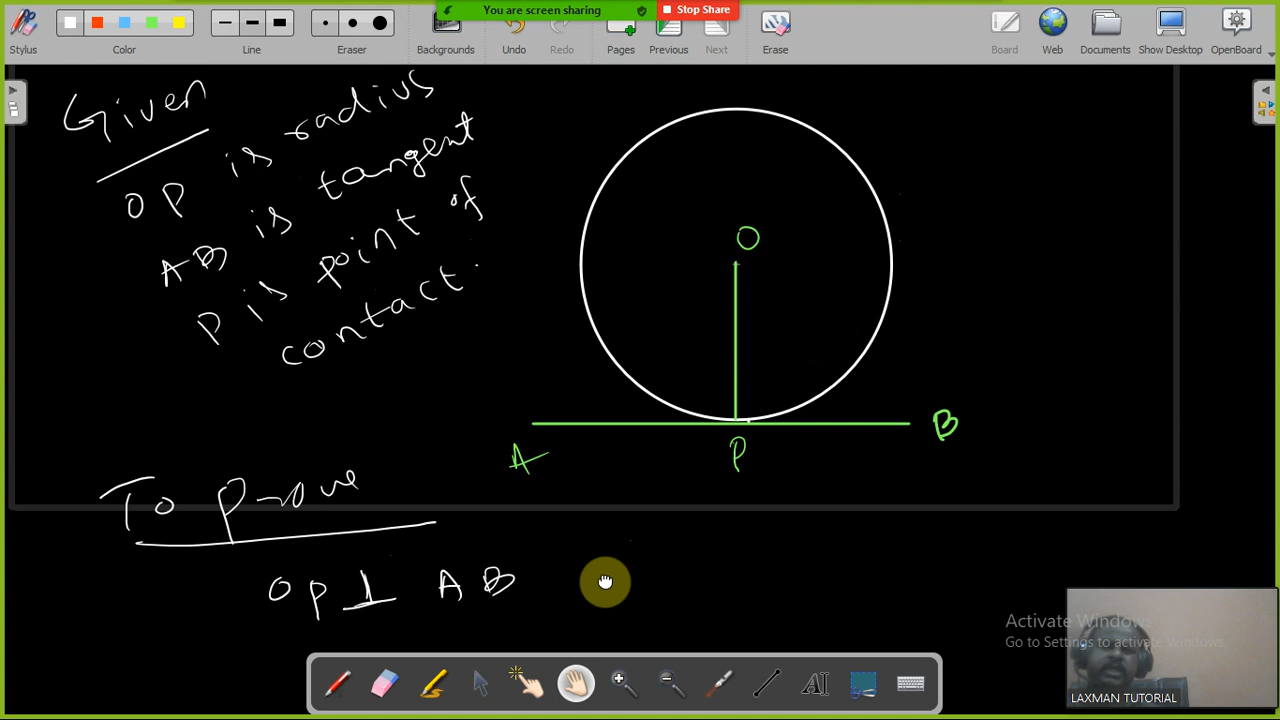 You are screen sharing
Stop Share
Stylus
Color
Line
Eraser
Backgrounds
Undo
Redo
Pages
Previous
Next
Erase
Board
Web
Documents
Show Desktop
OpenBoard
Given
OP is radius
AB is tangent
P is point of
contact.
O
A
P
B
To prove
OP ⊥ AB
Activate Windows
Go to Settings to activate Windows.
LAXMAN TUTORIAL
AI